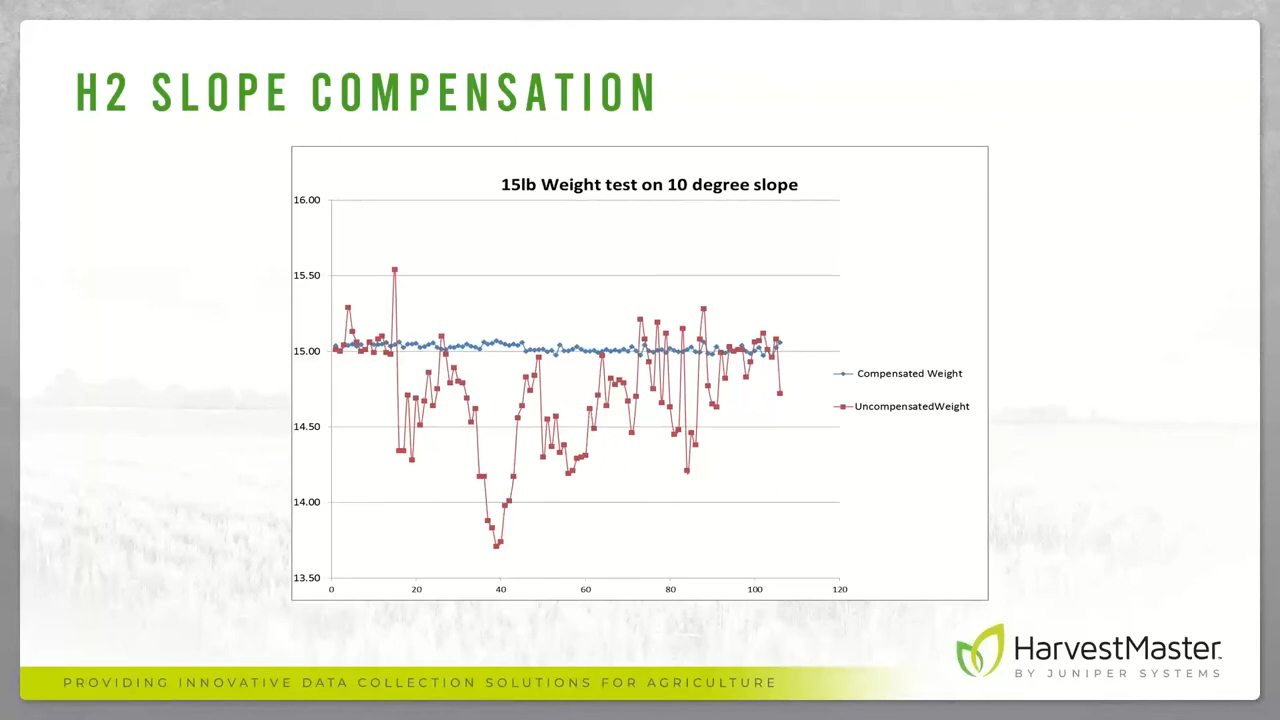 H2 SLOPE COMPENSATION
15lb Weight test on 10 degree slope
16.00
15.50
15.00
14.50
14.00
13.50
0 20 40 60 80 100 120
Compensated Weight
UncompensatedWeight
HarvestMaster™
BY JUNIPER SYSTEMS
PROVIDING INNOVATIVE DATA COLLECTION SOLUTIONS FOR AGRICULTURE